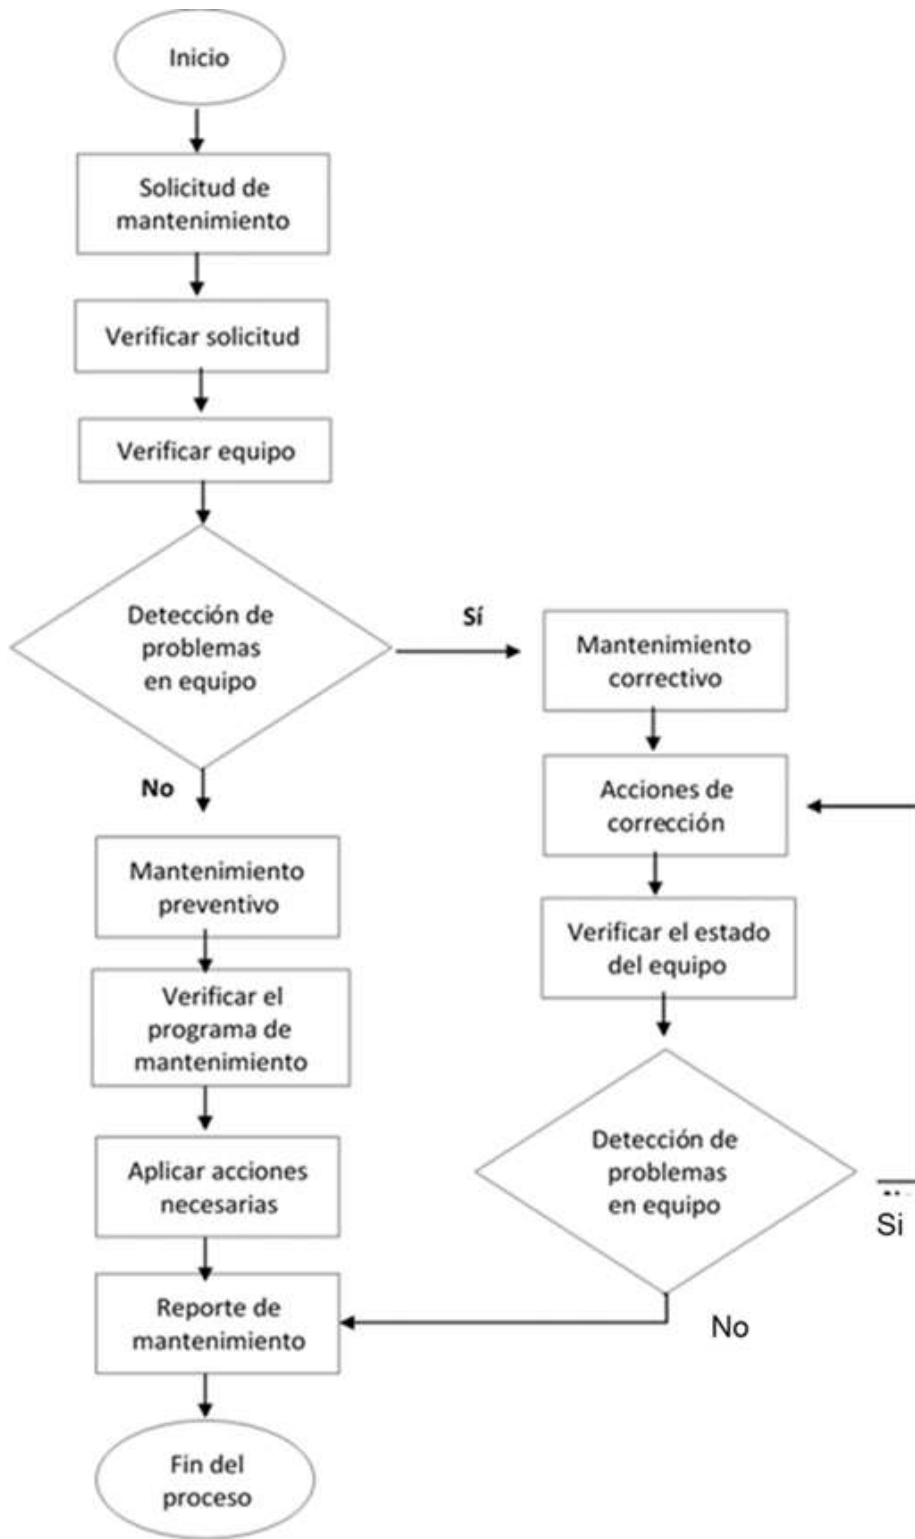 Inicio
Solicitud de
mantenimiento
Verificar solicitud
Verificar equipo
Detección de
problemas
en equipo
Sí
No
Mantenimiento
correctivo
Acciones de
corrección
Verificar el estado
del equipo
Detección de
problemas
en equipo
Si
No
Mantenimiento
preventivo
Verificar el
programa de
mantenimiento
Aplicar acciones
necesarias
Reporte de
mantenimiento
Fin del
proceso